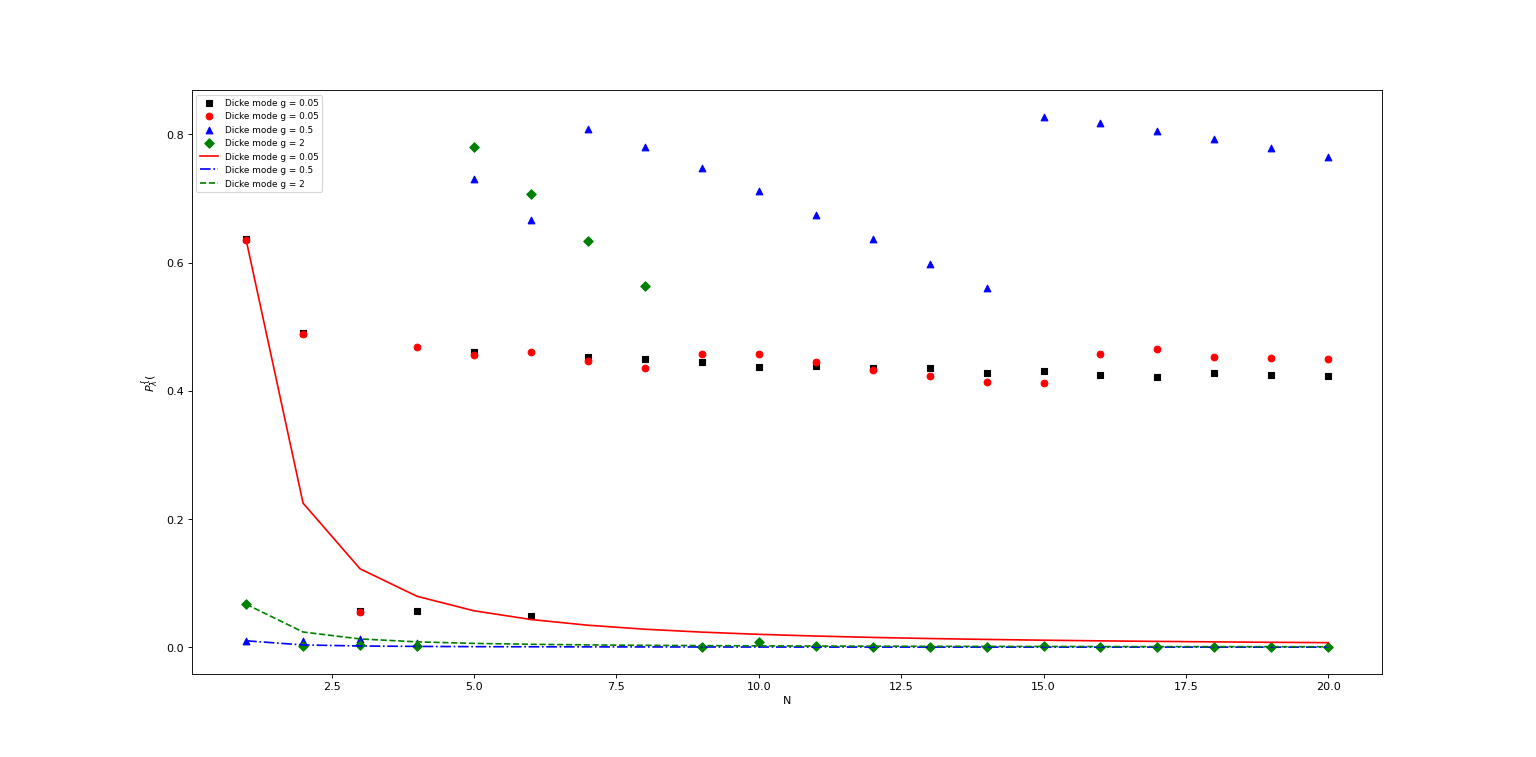 Dicke mode g = 0.05
Dicke mode g = 0.05
Dicke mode g = 0.5
Dicke mode g = 2
Dicke mode g = 0.05
Dicke mode g = 0.5
Dicke mode g = 2
0.8
0.6
0.4
0.2
0.0
2.5 5.0 7.5 10.0 12.5 15.0 17.5 20.0
N